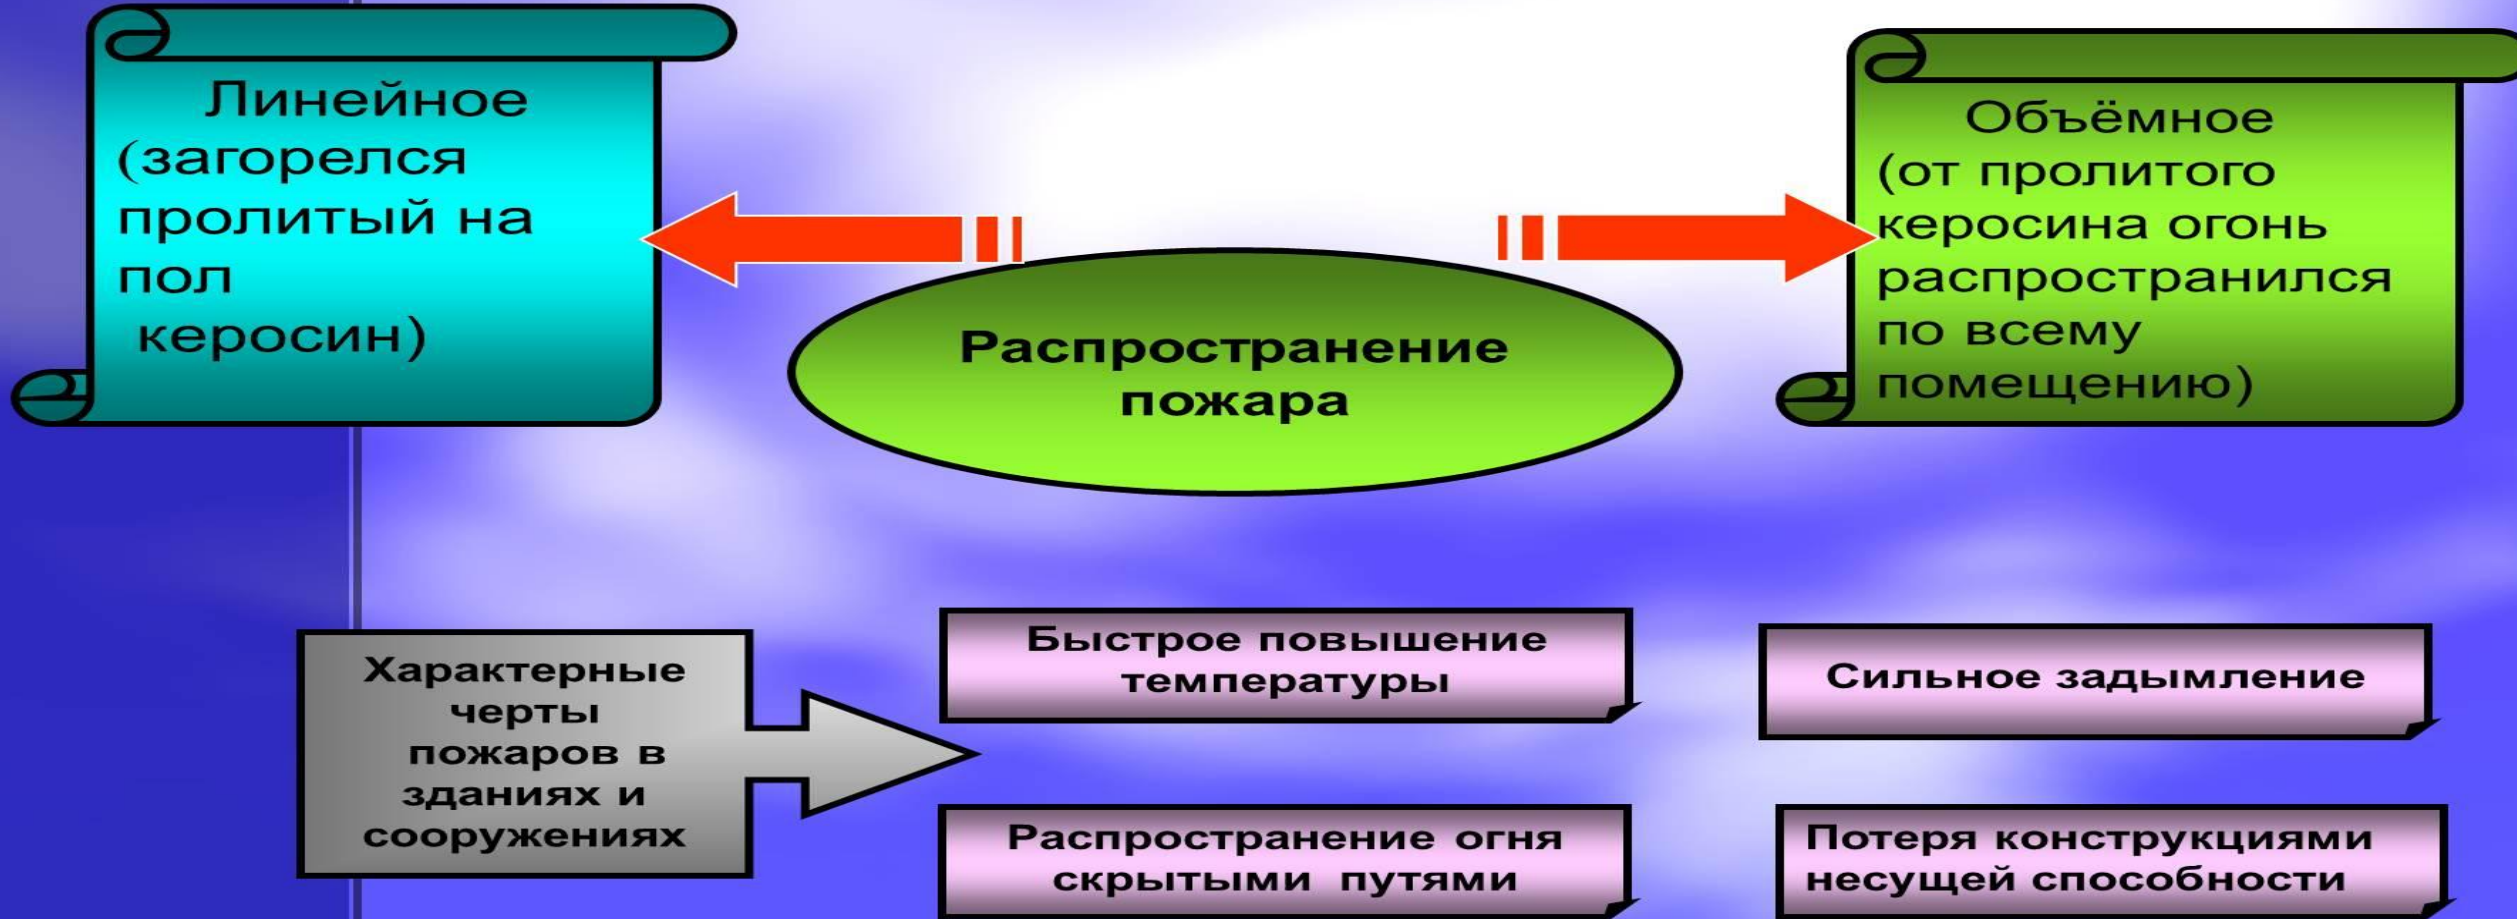 Линейное
(загорелся
пролитый на
пол
керосин)
Распространение
пожара
Объёмное
(от пролитого
керосина огонь
распространился
по всему
помещению)
Характерные
черты
пожаров в
зданиях и
сооружениях
Быстрое повышение
температуры
Сильное задымление
Распространение огня
скрытыми путями
Потеря конструкциями
несущей способности